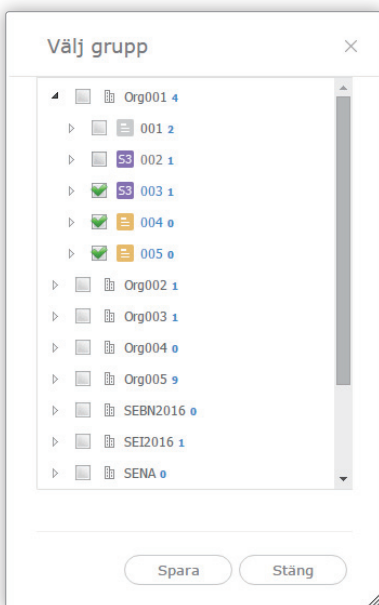 Välj grupp
Org001 4
001 2
S3 002 1
S3 003 1
004 0
005 0
Org002 1
Org003 1
Org004 0
Org005 9
SEBN2016 0
SEI2016 1
SENA 0
Spara Stäng